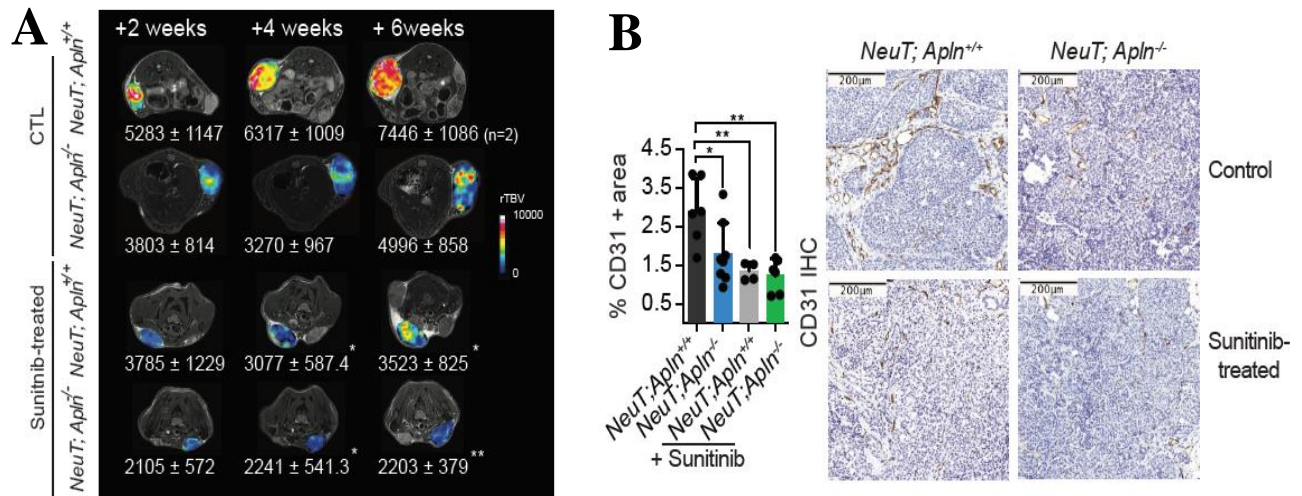 A
+2 weeks +4 weeks + 6weeks
CTL
NeuT; Apln+/+
5283 ± 1147 6317 ± 1009 7446 ± 1086 (n=2)
NeuT; Apln-/-
3803 ± 814 3270 ± 967 4996 ± 858
rTBV
10000
0
Sunitnib-treated
NeuT; Apln+/+
3785 ± 1229 3077 ± 587.4* 3523 ± 825*
NeuT; Apln-/-
2105 ± 572 2241 ± 541.3* 2203 ± 379**
B
% CD31 + area
4.5
3.5
2.5
1.5
0.5
**
**
*
NeuT;Apln+/+
NeuT;Apln-/-
NeuT;Apln+/+
NeuT;Apln-/-
+ Sunitinib
CD31 IHC
NeuT; Apln+/+ NeuT; Apln-/-
200µm 200µm
Control
200µm 200µm
Sunitinib-
treated